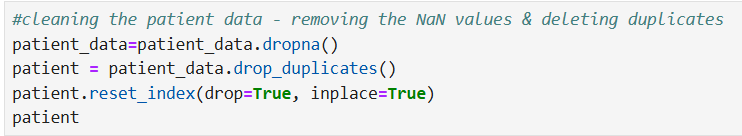 #cleaning the patient data - removing the NaN values & deleting duplicates
patient_data=patient_data.dropna()
patient = patient_data.drop_duplicates()
patient.reset_index(drop=True, inplace=True)
patient